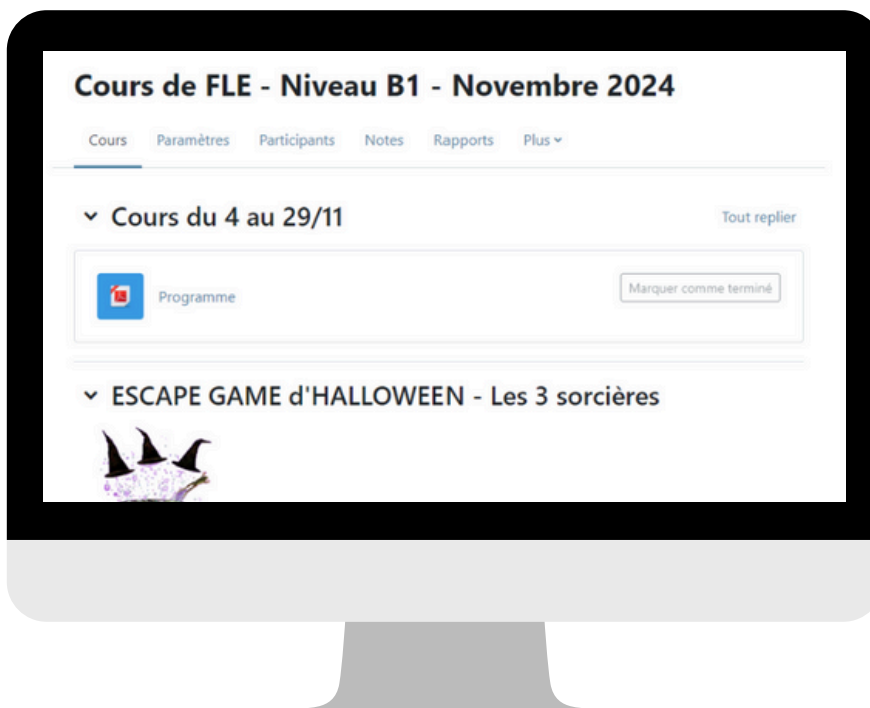 Cours de FLE - Niveau B1 - Novembre 2024
Cours Paramètres Participants Notes Rapports Plus
Cours du 4 au 29/11 Tout replier
Programme Marquer comme terminé
ESCAPE GAME d'HALLOWEEN - Les 3 sorcières